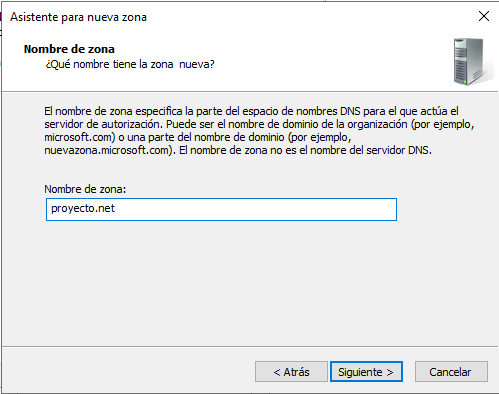 Asistente para nueva zona
Nombre de zona
¿Qué nombre tiene la zona nueva?
El nombre de zona especifica la parte del espacio de nombres DNS para el que actúa el
servidor de autorización. Puede ser el nombre de dominio de la organización (por ejemplo,
microsoft.com) o una parte del nombre de dominio (por ejemplo,
nuevazona.microsoft.com). El nombre de zona no es el nombre del servidor DNS.
Nombre de zona:
proyecto.net
< Atrás
Siguiente >
Cancelar